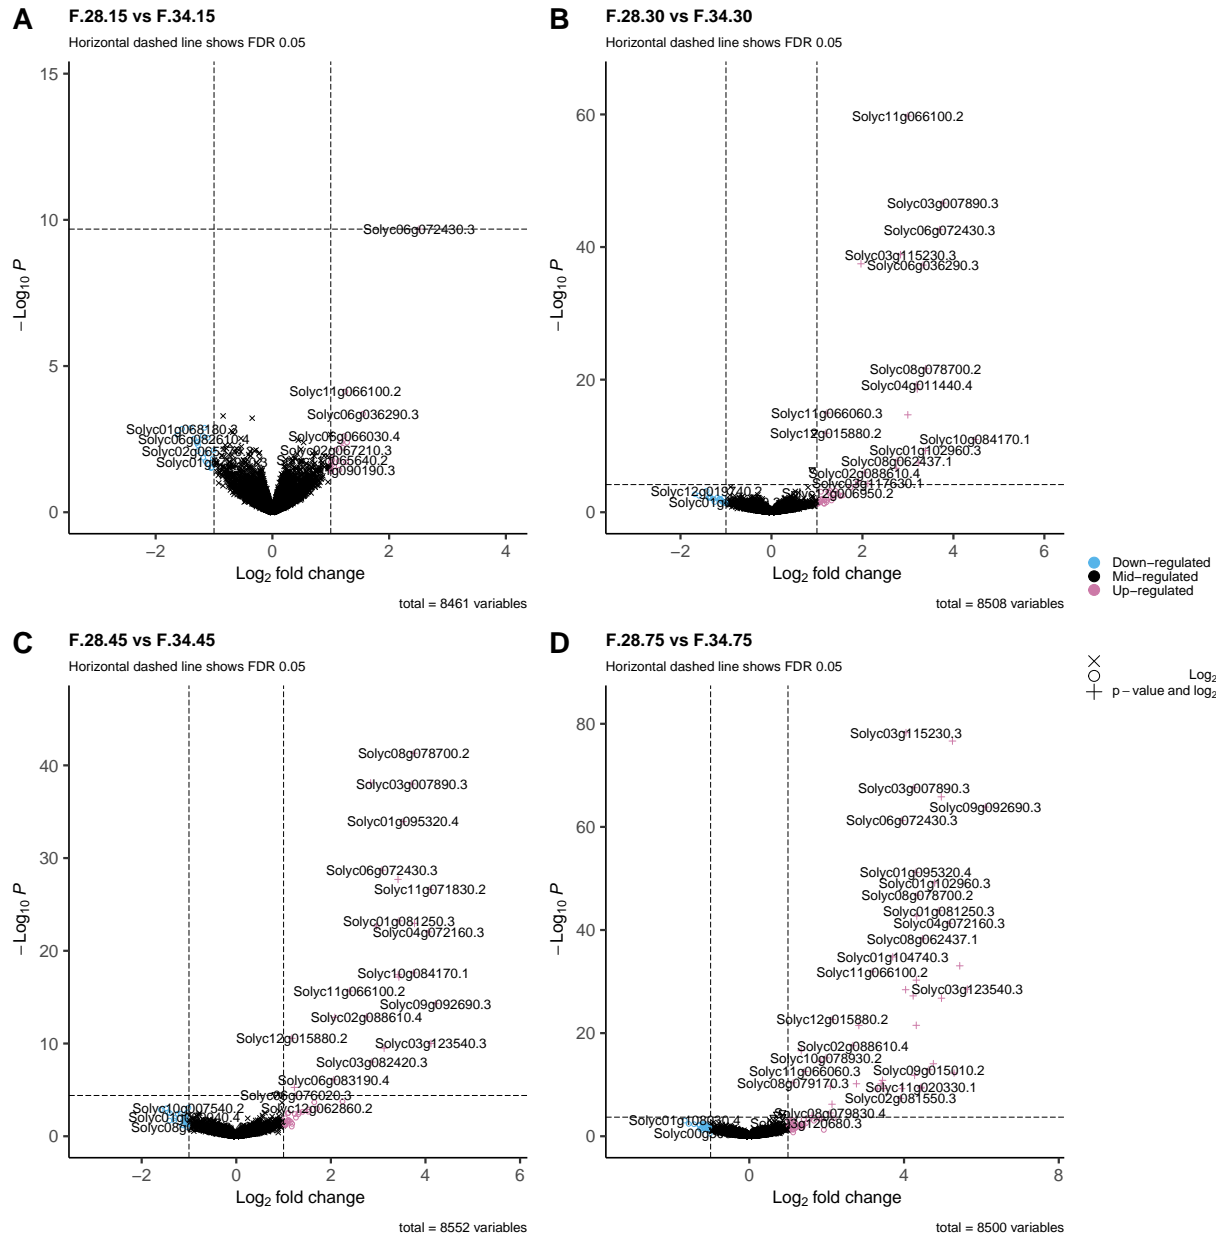 A
F.28.15 vs F.34.15
Horizontal dashed line shows FDR 0.05
15
10
5
0
−Log10 P
Solyc06g072430.3
Solyc11g066100.2
Solyc06g036290.3
Solyc01g068180.3
Solyc06g066030.4
Solyc06g082610.4
Solyc02g067210.3
−2
0
2
4
Log2 fold change
total = 8461 variables
B
F.28.30 vs F.34.30
Horizontal dashed line shows FDR 0.05
60
40
20
0
−Log10 P
Solyc11g066100.2
Solyc03g007890.3
Solyc06g072430.3
Solyc03g115230.3
Solyc06g036290.3
Solyc08g078700.2
Solyc04g011440.4
Solyc11g066060.3
Solyc12g015880.2
Solyc10g084170.1
Solyc01g102960.3
Solyc08g062437.1
Solyc02g088610.4
Solyc03g117630.1
Solyc12g019740.2
Solyc12g006950.2
−2
0
2
4
6
Log2 fold change
total = 8508 variables
Down−regulated
Mid−regulated
Up−regulated
C
F.28.45 vs F.34.45
Horizontal dashed line shows FDR 0.05
40
30
20
10
0
−Log10 P
Solyc08g078700.2
Solyc03g007890.3
Solyc01g095320.4
Solyc06g072430.3
Solyc11g071830.2
Solyc01g081250.3
Solyc04g072160.3
Solyc10g084170.1
Solyc11g066100.2
Solyc09g092690.3
Solyc02g088610.4
Solyc12g015880.2
Solyc03g123540.3
Solyc03g082420.3
Solyc06g083190.4
Solyc06g076020.3
Solyc10g007540.2
Solyc12g062860.2
−2
0
2
4
6
Log2 fold change
total = 8552 variables
D
F.28.75 vs F.34.75
Horizontal dashed line shows FDR 0.05
80
60
40
20
0
−Log10 P
Solyc03g115230.3
Solyc03g007890.3
Solyc09g092690.3
Solyc06g072430.3
Solyc01g095320.4
Solyc01g102960.3
Solyc08g078700.2
Solyc01g081250.3
Solyc04g072160.3
Solyc08g062437.1
Solyc01g104740.3
Solyc11g066100.2
Solyc03g123540.3
Solyc12g015880.2
Solyc02g088610.4
Solyc10g078930.2
Solyc11g066060.3
Solyc09g015010.2
Solyc08g079170.3
Solyc11g020330.1
Solyc02g081550.3
Solyc08g079830.4
Solyc01g108030.4
Solyc03g120680.3
0
4
8
Log2 fold change
total = 8500 variables
Log2
p − value and log2